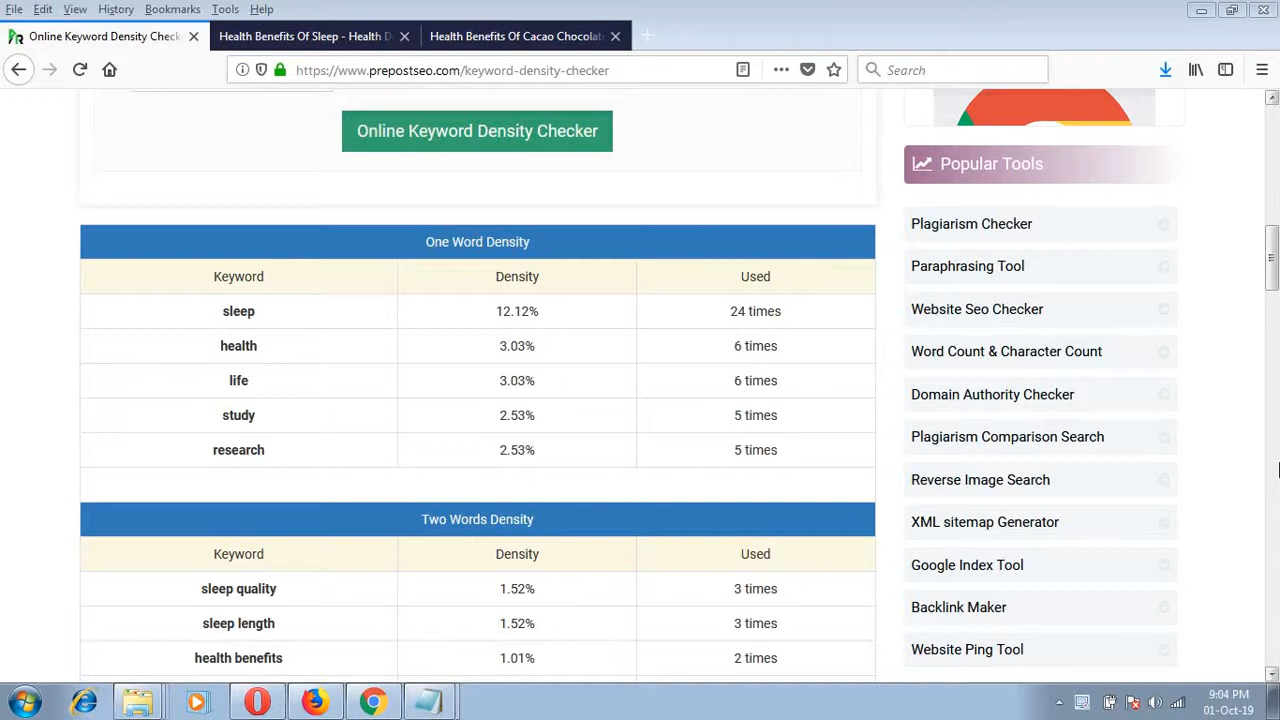 File Edit View History Bookmarks Tools Help
Online Keyword Density Check
Health Benefits Of Sleep - Health D
Health Benefits Of Cacao Chocolat
https://www.prepostseo.com/keyword-density-checker
Search
Online Keyword Density Checker
Popular Tools
Plagiarism Checker
Paraphrasing Tool
Website Seo Checker
Word Count & Character Count
Domain Authority Checker
Plagiarism Comparison Search
Reverse Image Search
XML sitemap Generator
Google Index Tool
Backlink Maker
Website Ping Tool
One Word Density
Keyword Density Used
sleep 12.12% 24 times
health 3.03% 6 times
life 3.03% 6 times
study 2.53% 5 times
research 2.53% 5 times
Two Words Density
Keyword Density Used
sleep quality 1.52% 3 times
sleep length 1.52% 3 times
health benefits 1.01% 2 times
9:04 PM
01-Oct-19